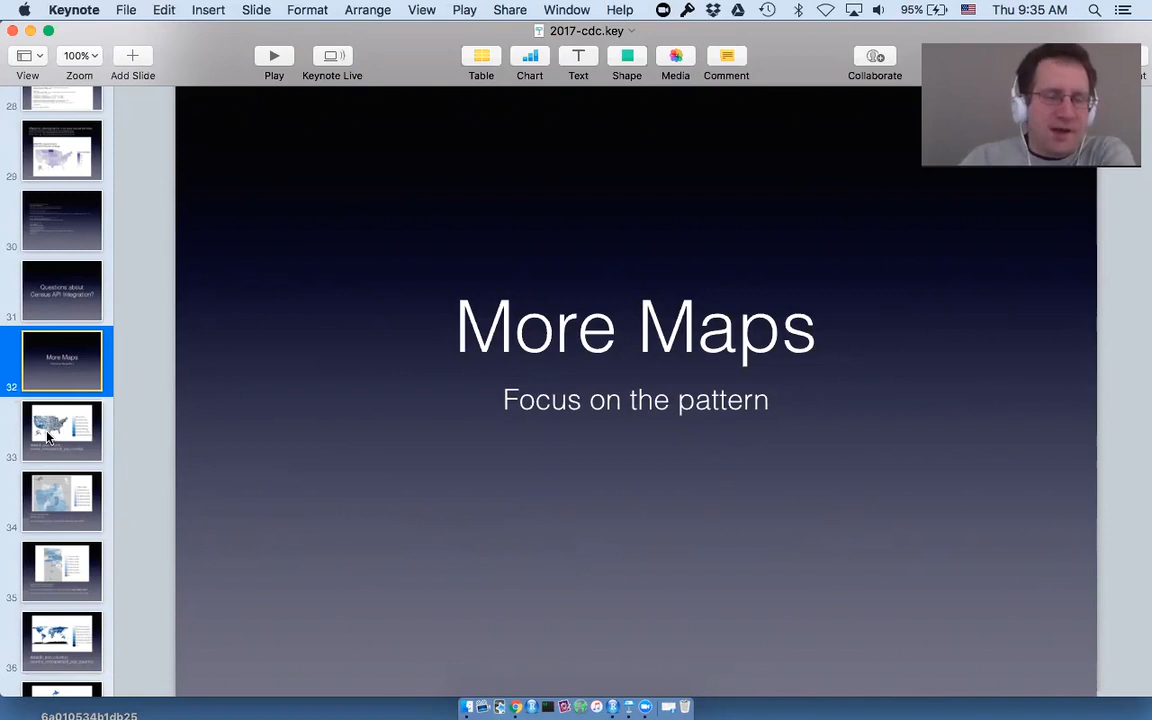 Keynote File Edit Insert Slide Format Arrange View Play Share Window Help 95% Thu 9:35 AM
2017-cdc.key
100%
View Zoom Add Slide Play Keynote Live Table Chart Text Shape Media Comment Collaborate
28
29
30
Questions about
Census API Integration?
31
More Maps
32
33
34
35
36
More Maps
Focus on the pattern
6a010534b1db25